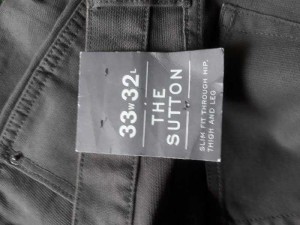 33W 32L
THE
SUTTON
SLIM FIT THROUGH HIP,
THIGH AND LEG